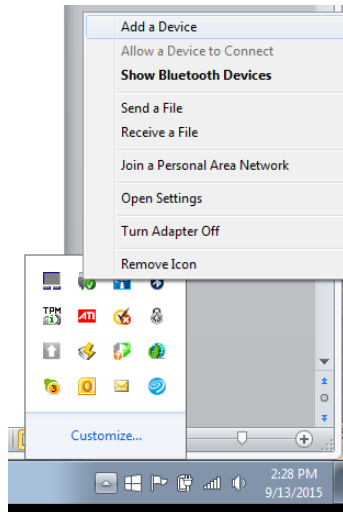 Add a Device
Allow a Device to Connect
Show Bluetooth Devices
Send a File
Receive a File
Join a Personal Area Network
Open Settings
Turn Adapter Off
Remove Icon
TPM
ATI
3
O
Customize...
2:28 PM
9/13/2015